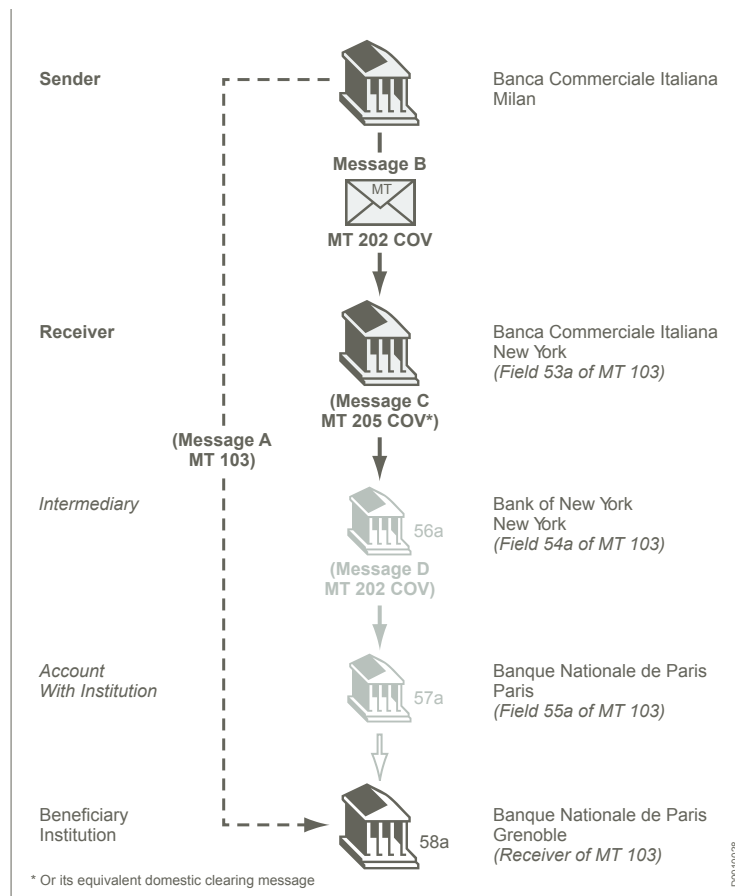 Sender
Banca Commerciale Italiana
Milan
Message B
MT
MT 202 COV
Receiver
Banca Commerciale Italiana
New York
(Field 53a of MT 103)
(Message C
MT 205 COV*)
(Message A
MT 103)
Intermediary
56a
Bank of New York
New York
(Field 54a of MT 103)
(Message D
MT 202 COV)
Account
With Institution
57a
Banque Nationale de Paris
Paris
(Field 55a of MT 103)
Beneficiary
Institution
58a
Banque Nationale de Paris
Grenoble
(Receiver of MT 103)
* Or its equivalent domestic clearing message